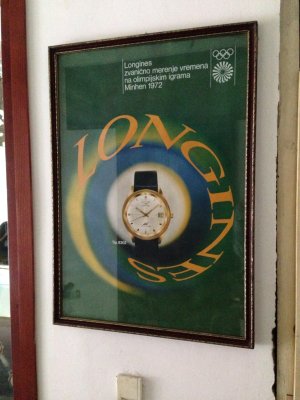 Longines
zvanično merenje vremena
na olimpijskim igrama
Minhen 1972
LONGINES